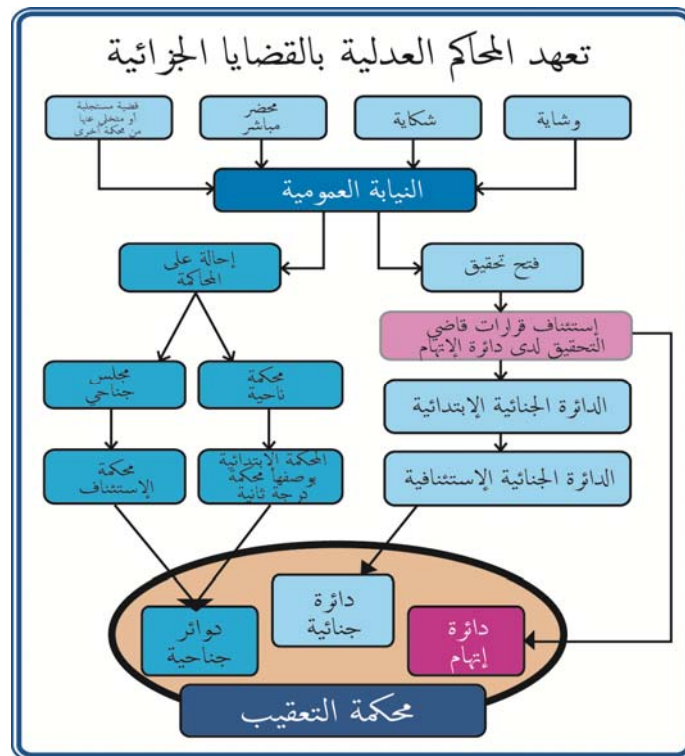 تعهد المحاكم العدلية بالقضايا الجزائية
وشاية
شكاية
محضر
مباشر
قضية مستجلبة
أو متخلى عنها
من محكمة أخرى
النيابة العمومية
فتح تحقيق
إحالة على
المحاكمة
إستئناف قرارات قاضي
التحقيق لدى دائرة الإتهام
محكمة
ناحية
مجلس
جناحي
الدائرة الجنائية الإبتدائية
المحكمة الابتدائية
بوصفها محكمة
درجة ثانية
محكمة
الإستئناف
الدائرة الجنائية الإستئنافية
دائرة
إتهام
دائرة
جنائية
دوائر
جناحية
محكمة التعقيب